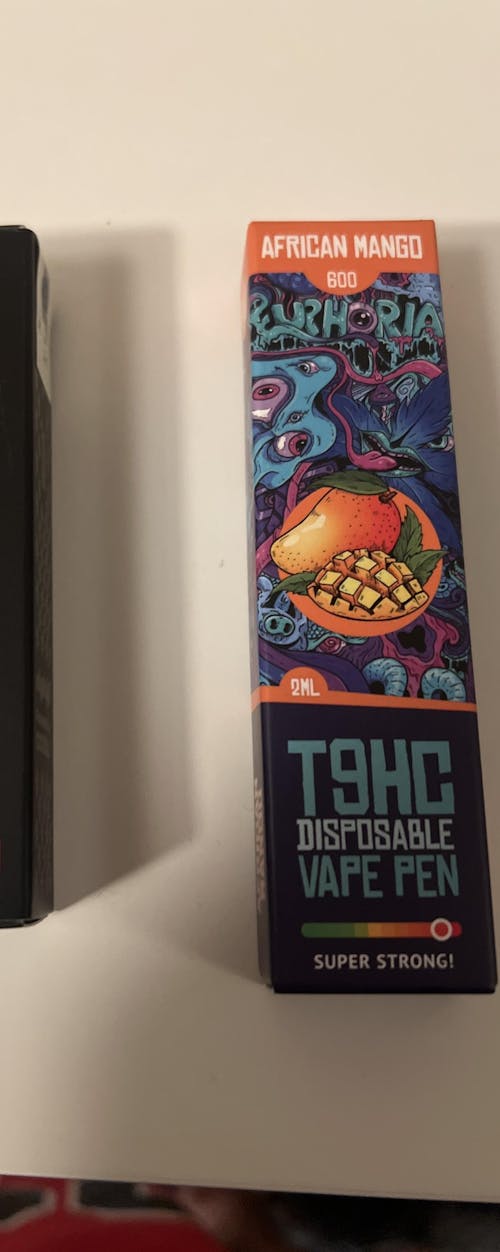 AFRICAN MANGO
600
EUPHORIA
2ML
T9HC
DISPOSABLE
VAPE PEN
SUPER STRONG!